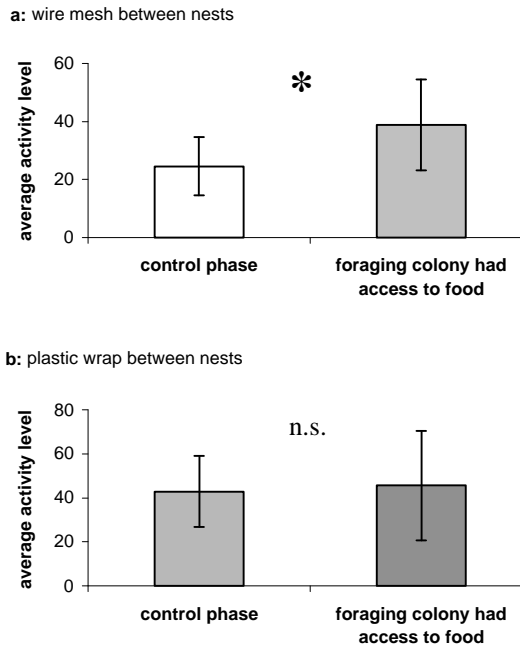 a: wire mesh between nests
average activity level
60
40
20
0
*
control phase
foraging colony had
access to food
b: plastic wrap between nests
average activity level
80
60
40
20
0
n.s.
control phase
foraging colony had
access to food